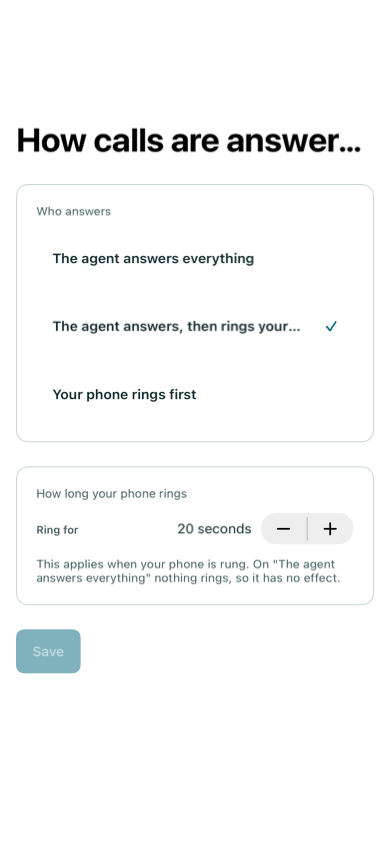 How calls are answer...
Who answers
The agent answers everything
The agent answers, then rings your...
Your phone rings first
How long your phone rings
Ring for
20 seconds
This applies when your phone is rung. On "The agent
answers everything" nothing rings, so it has no effect.
Save